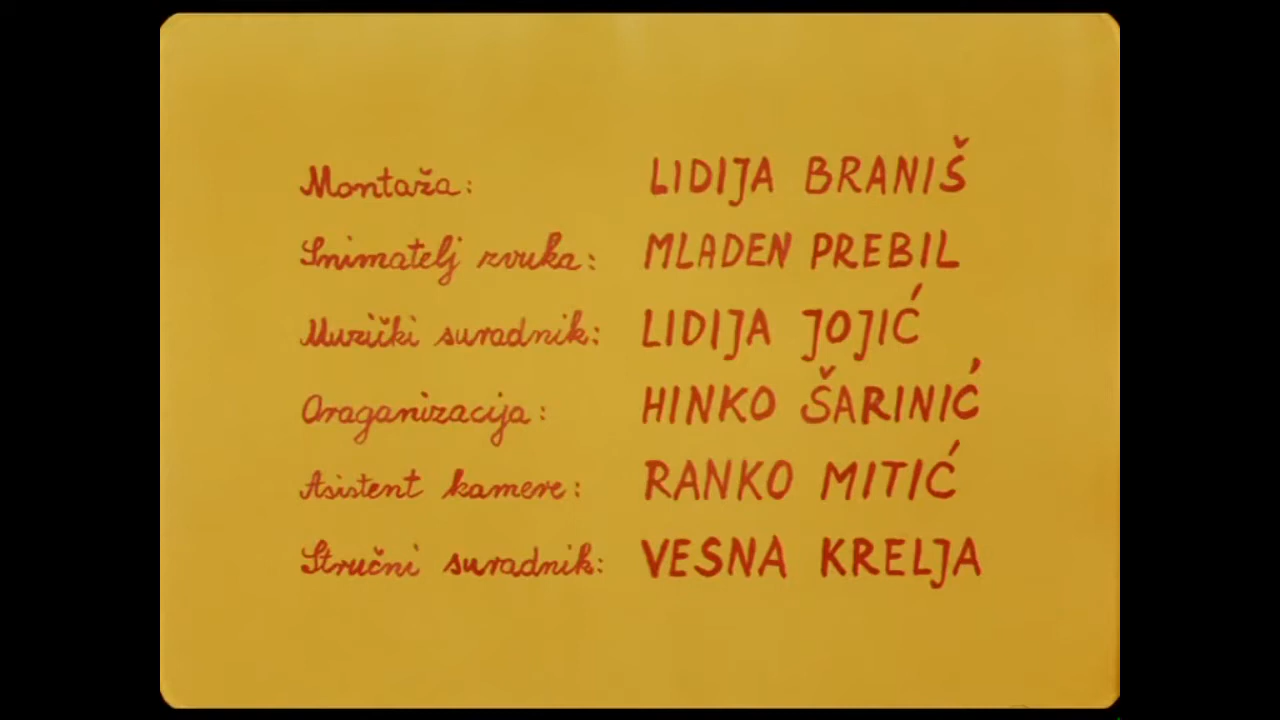 Montaža: LIDIJA BRANIŠ
Snimatelj zvuka: MLADEN PREBIL
Muzički suradnik: LIDIJA JOJIĆ
Oraganizacija: HINKO ŠARINIĆ
Asistent kamere: RANKO MITIĆ
Stručni suradnik: VESNA KRELJA